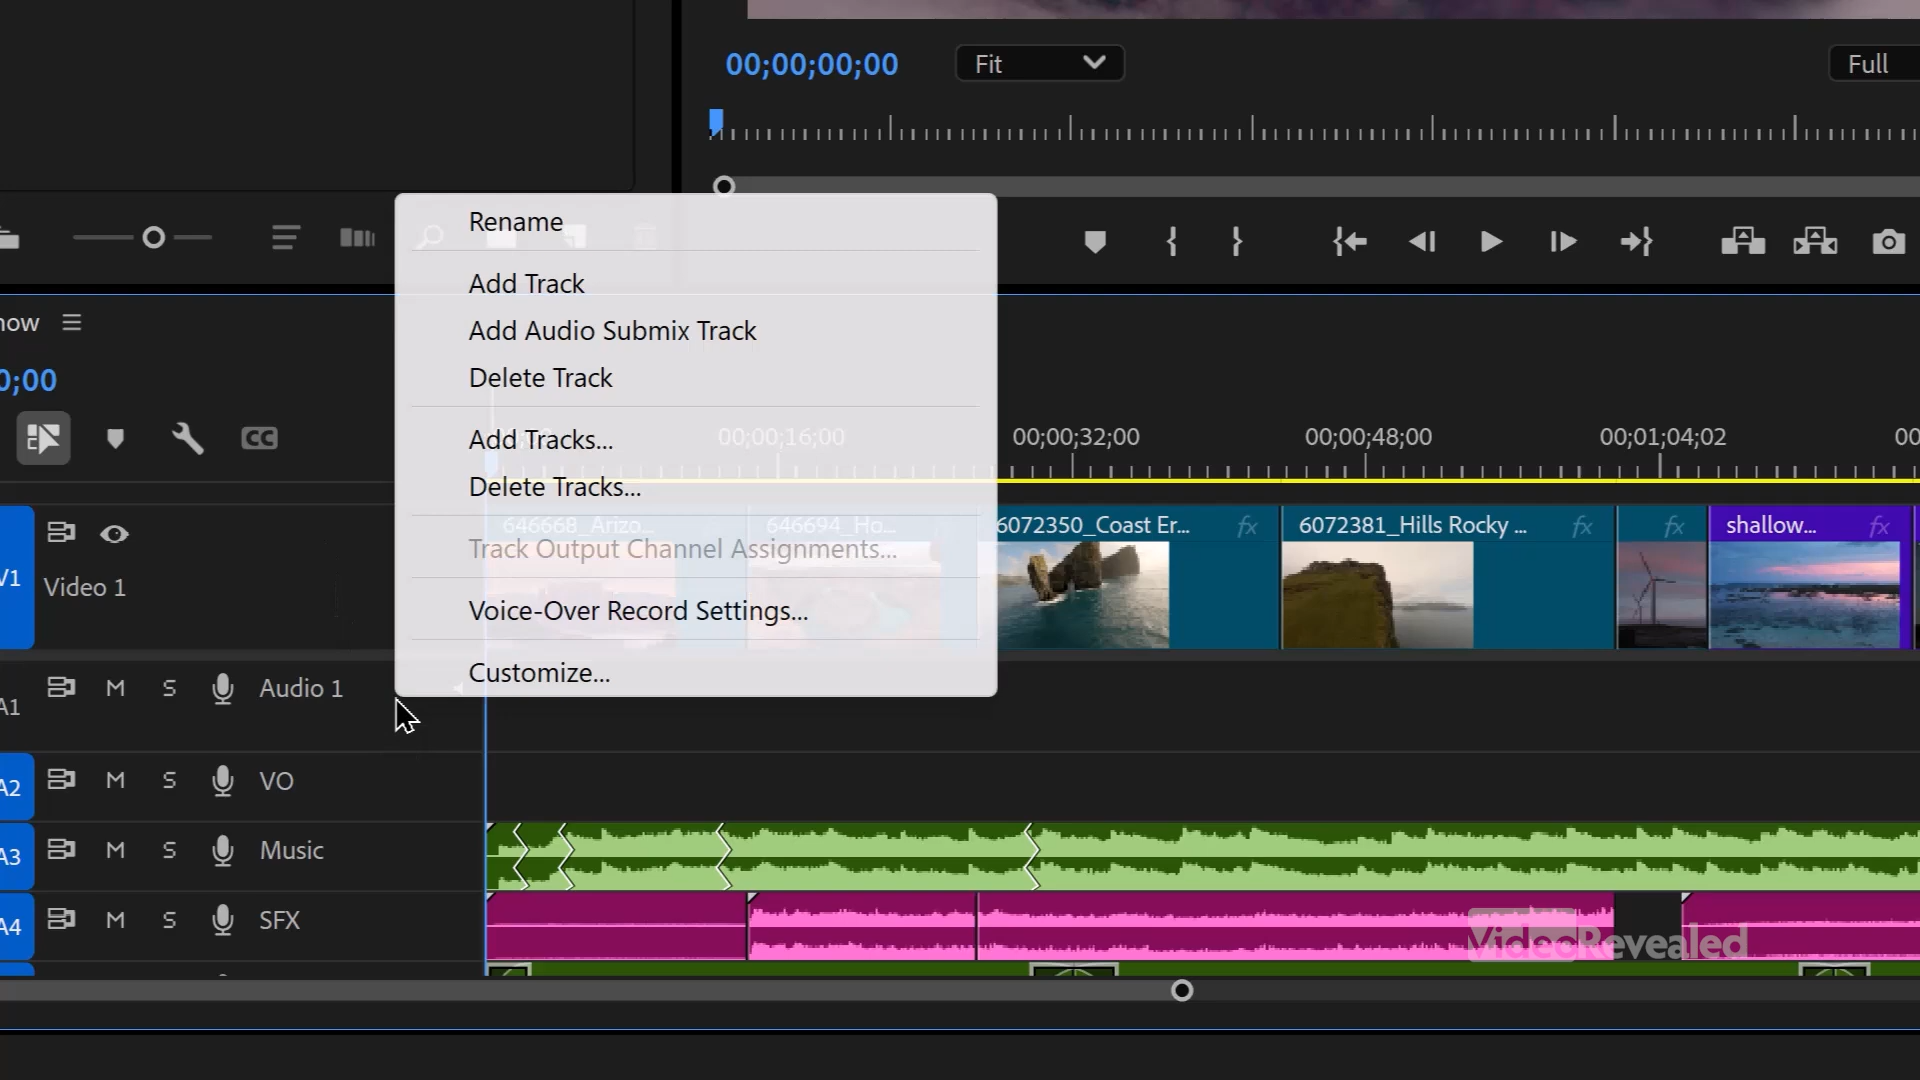 00;00;00;00
Fit
Full
Rename
Add Track
Add Audio Submix Track
Delete Track
Add Tracks...
Delete Tracks...
Track Output Channel Assignments...
Voice-Over Record Settings...
Customize...
now
0;00
CC
00;00;16;00
00;00;32;00
00;00;48;00
00;01;04;02
00
646668_Arizo...
646694_Ho...
6072350_Coast Er...
fx
6072381_Hills Rocky ...
fx
fx
shallow...
fx
V1
Video 1
A1
M
S
Audio 1
A2
M
S
VO
A3
M
S
Music
A4
M
S
SFX
VideoRevealed